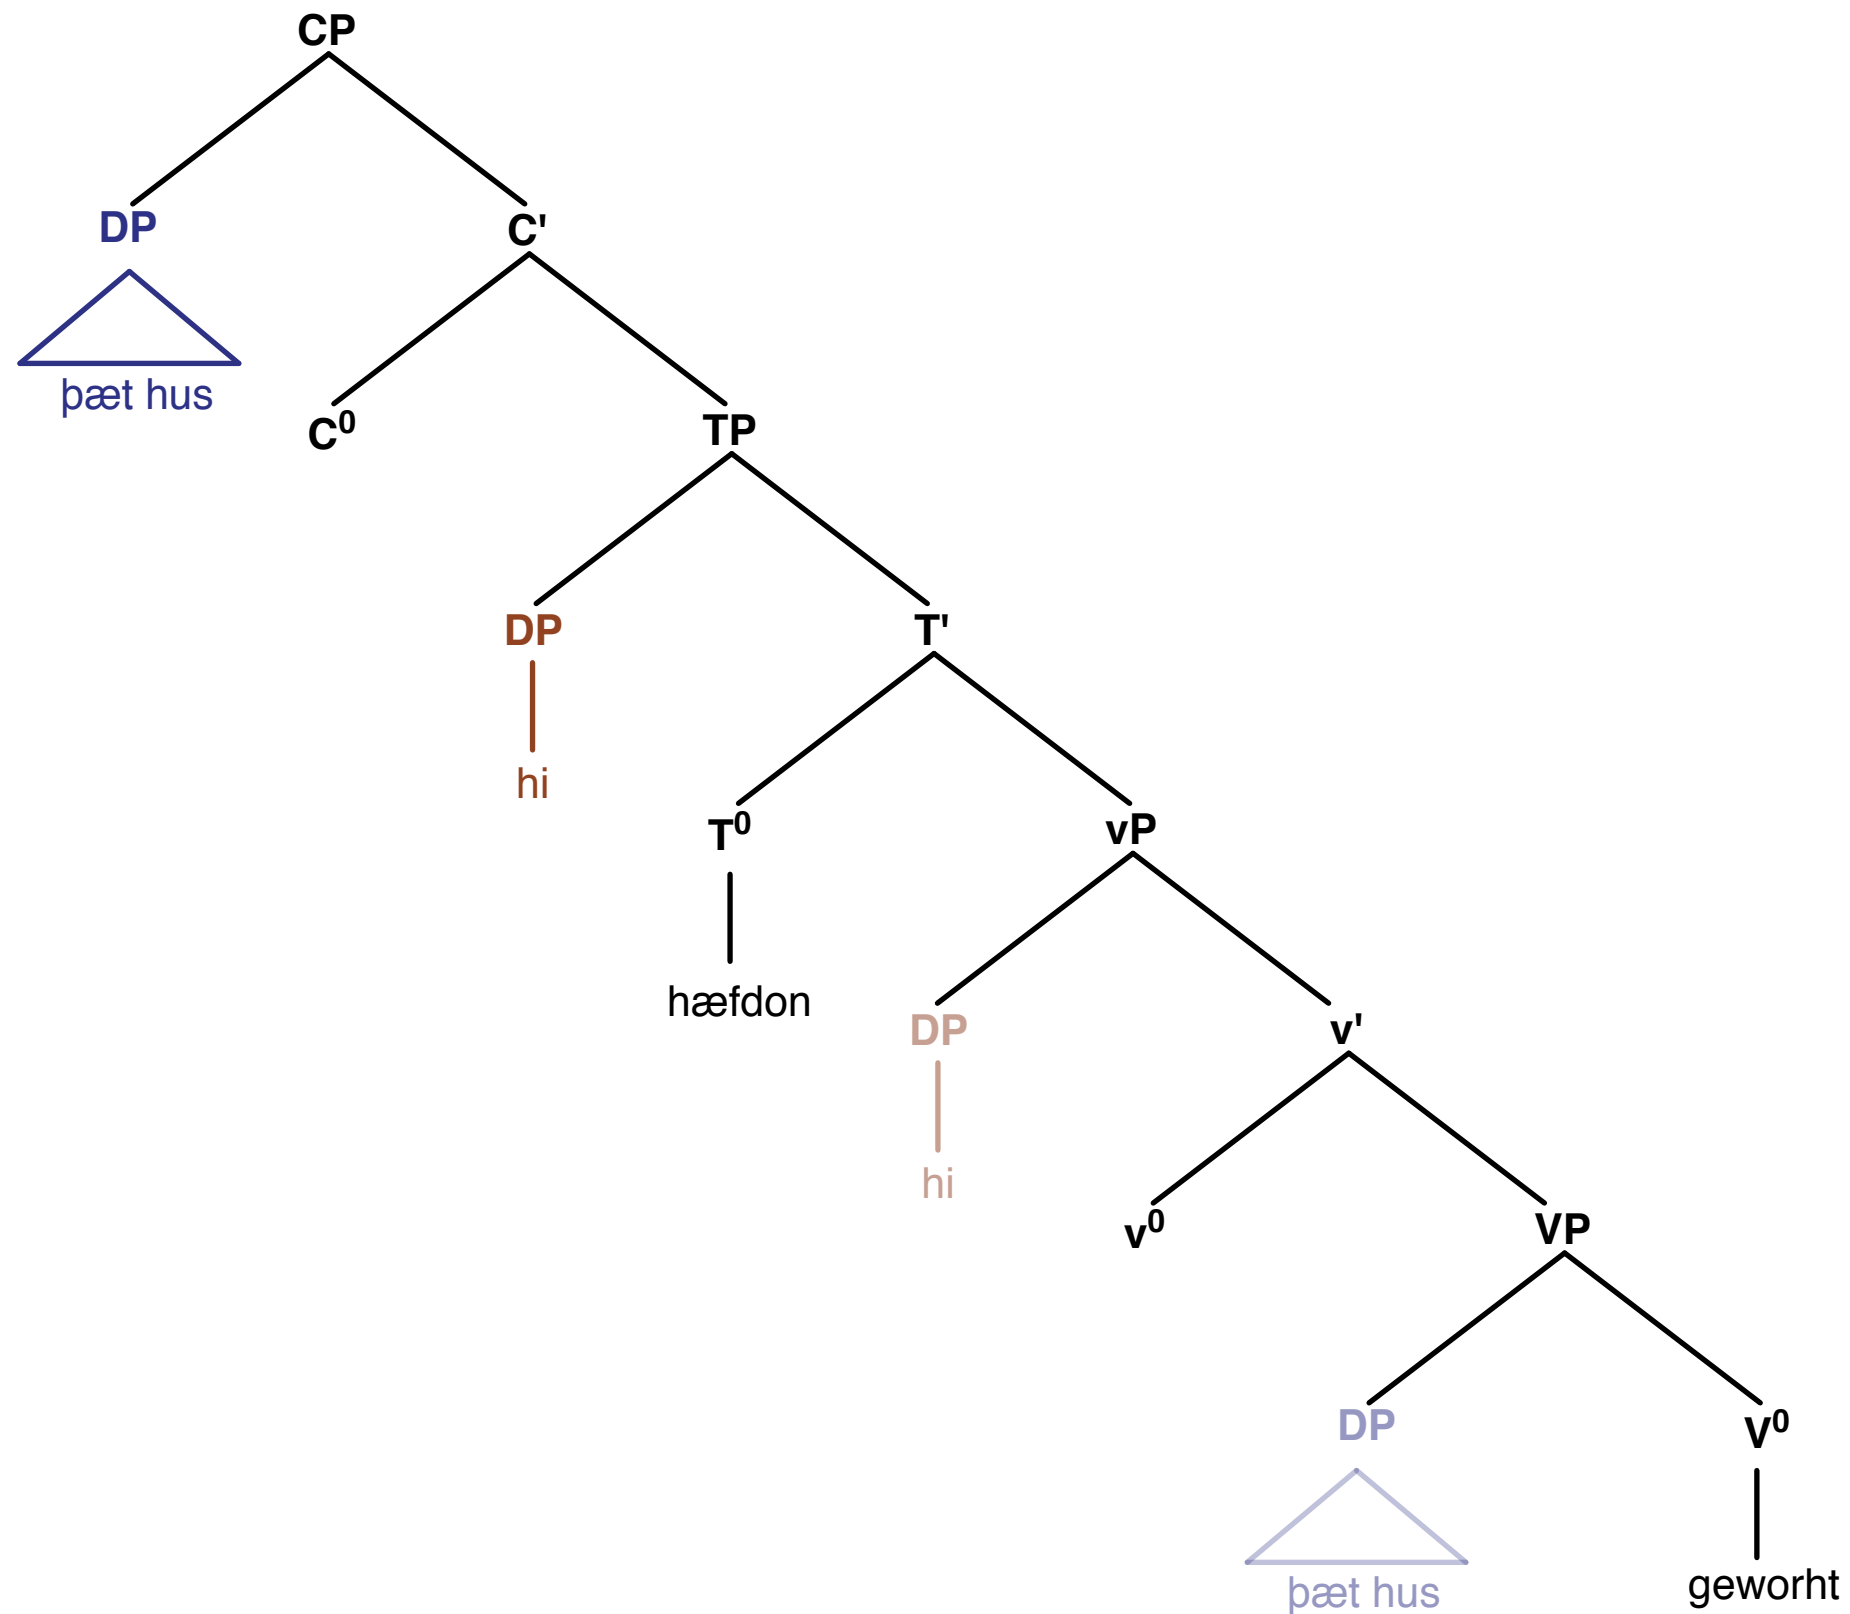 CP
DP
C'
þæt hus
C⁰
TP
DP
T'
hi
T⁰
vP
hæfdon
DP
v'
hi
v⁰
VP
DP
V⁰
þæt hus
geworht